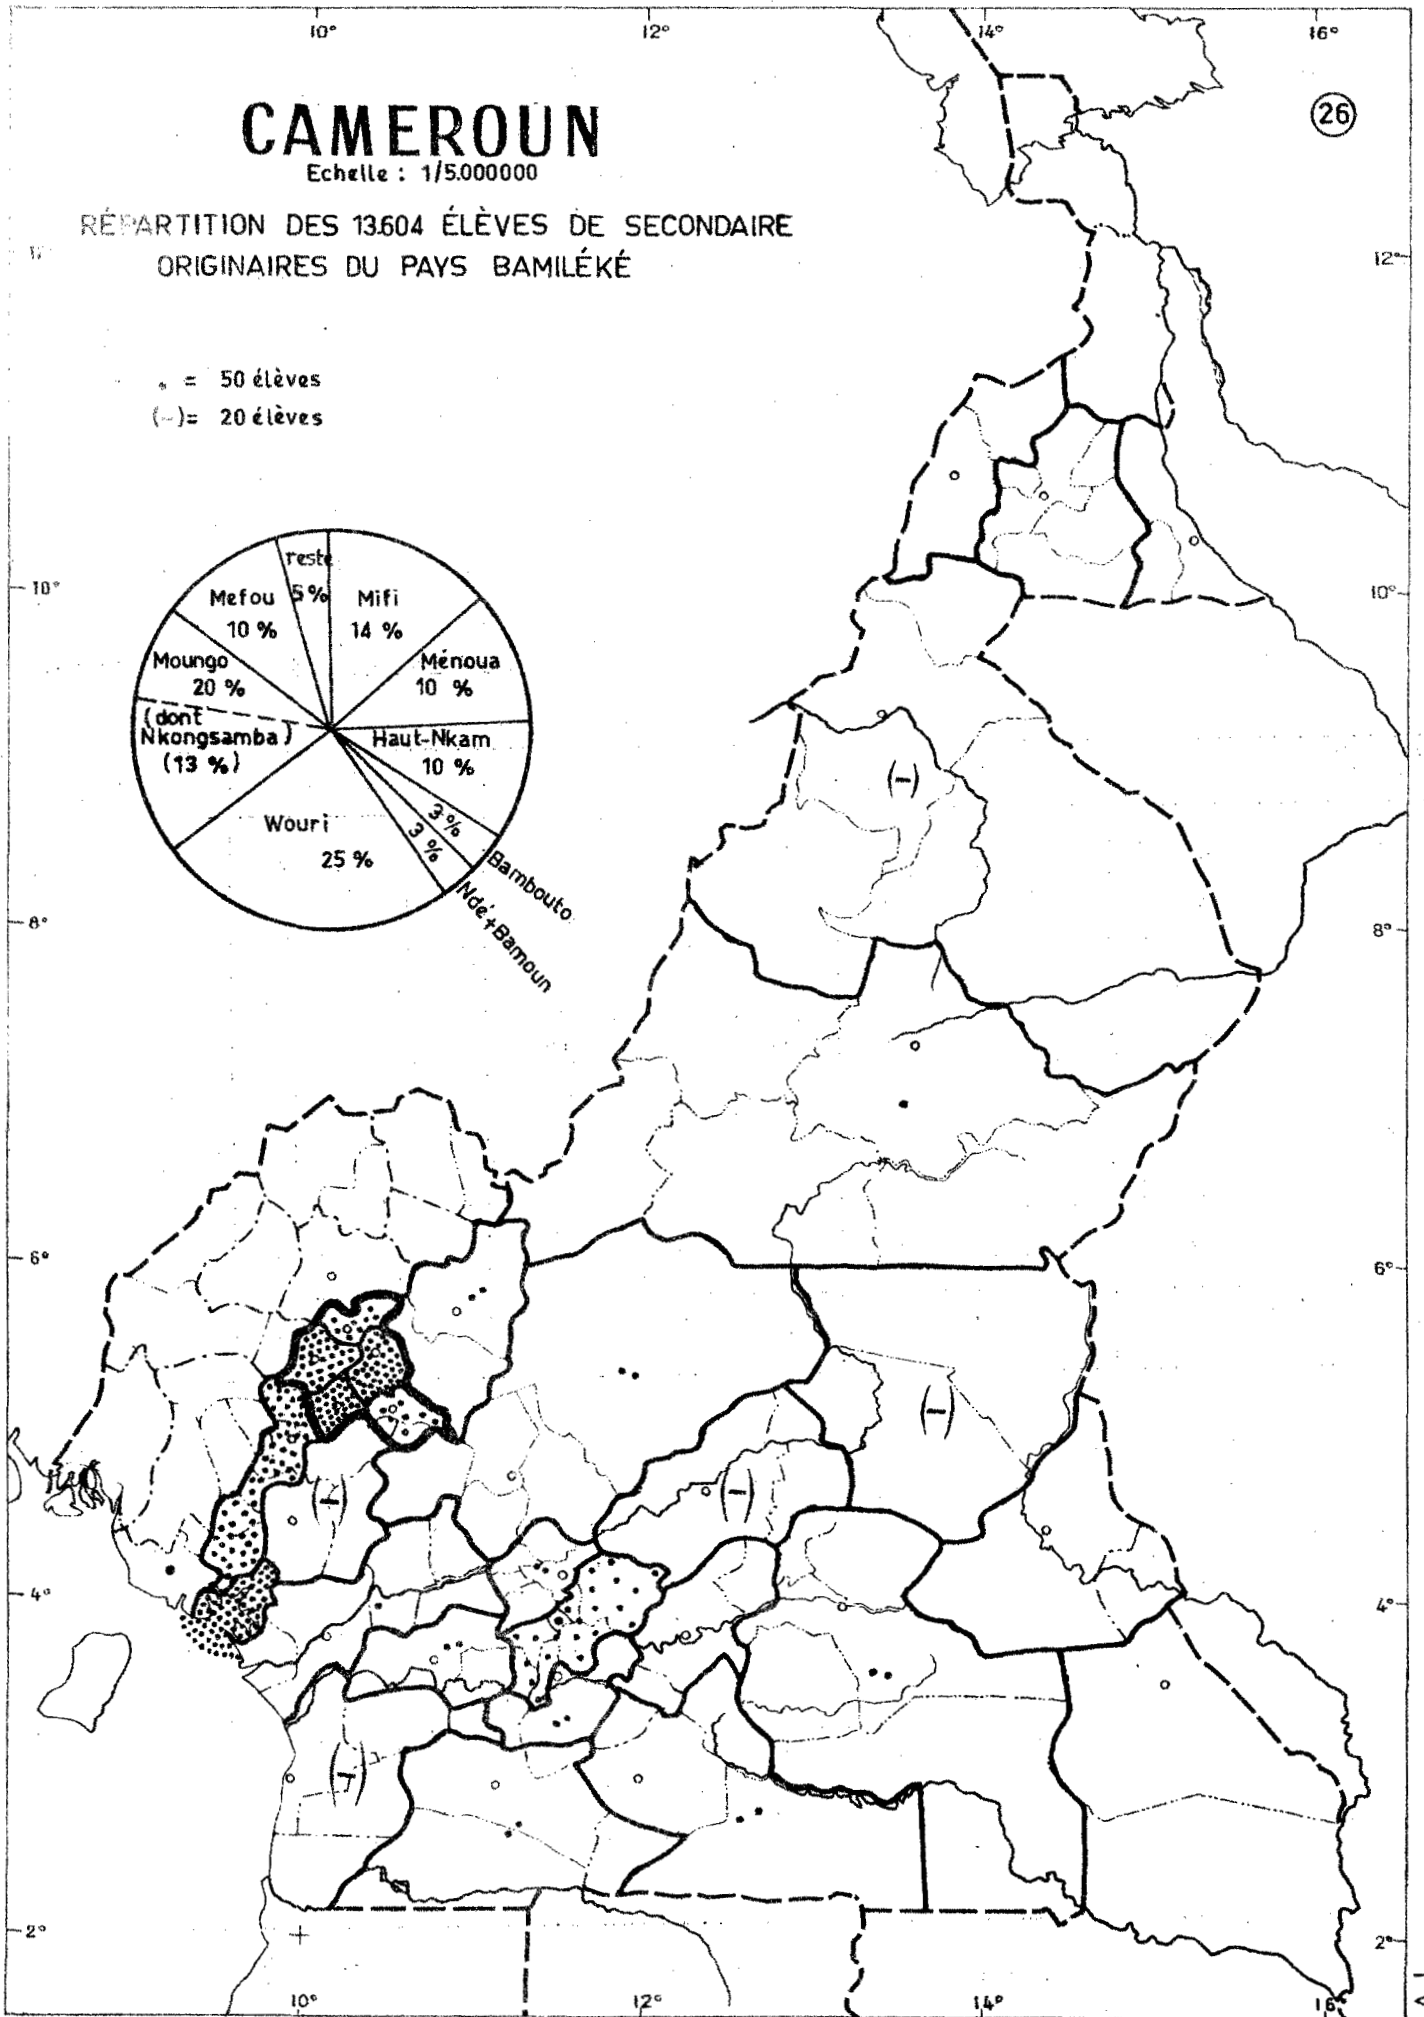 10° 12° 14° 16°
26
CAMEROUN
Echelle : 1/5.000000
RÉPARTITION DES 13.604 ÉLÈVES DE SECONDAIRE
ORIGINAIRES DU PAYS BAMILÉKÉ
12°
= 50 élèves
(-)= 20 élèves
reste
5%
Mefou
10 %
Mifi
14 %
10° 10°
Moungo
20 %
Ménoua
10 %
(dont
Nkongsamba)
(13 %)
Haut-Nkam
10 %
(-)
Wouri
25 %
3%
3 %
Bambouto
Ndé+Bamoun
8° 8°
6° 6°
(-)
(-)
(-)
4° 4°
(-)
2° 2°
10° 12° 14° 16°